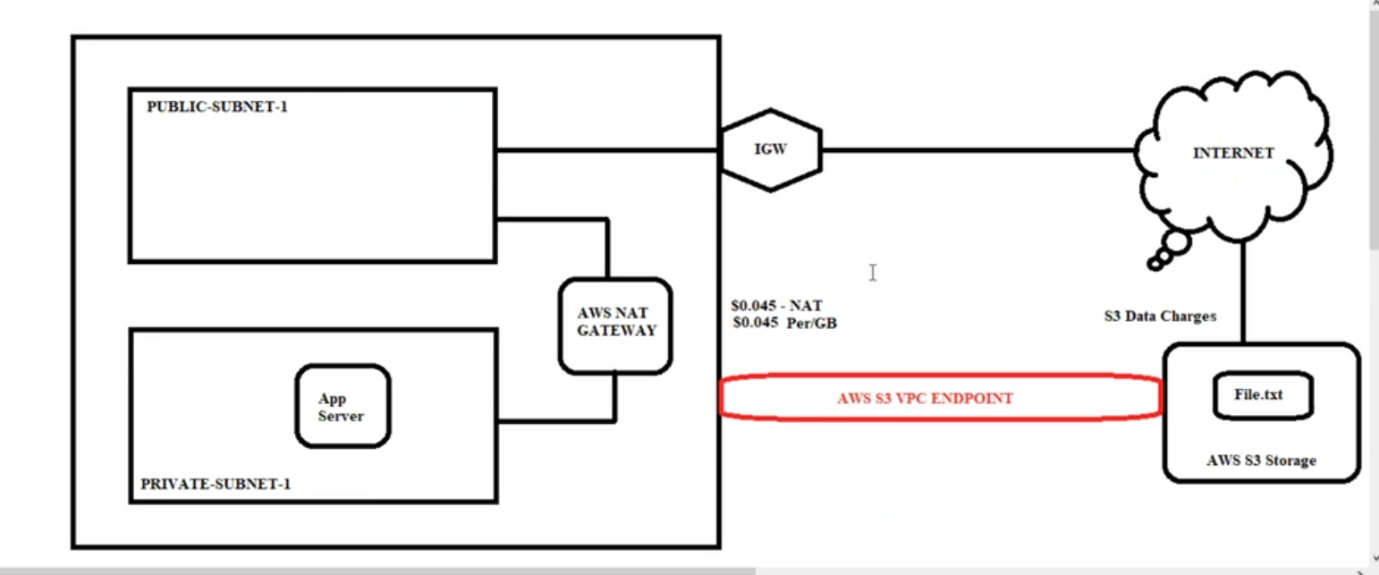 PUBLIC-SUBNET-1
IGW
INTERNET
AWS NAT
GATEWAY
$0.045 - NAT
$0.045 Per/GB
S3 Data Charges
App
Server
AWS S3 VPC ENDPOINT
File.txt
AWS S3 Storage
PRIVATE-SUBNET-1